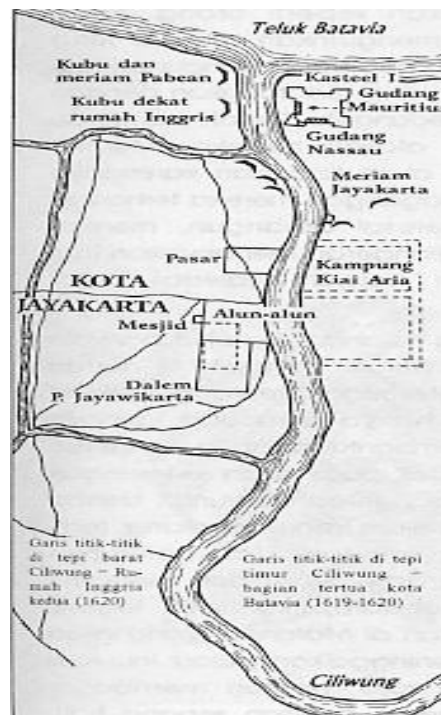 Teluk Batavia
Kubu dan
meriam Pabean
Kubu dekat
rumah Inggris
Kasteel I
Gudang
Mauritiu
Gudang
Nassau
Meriam
Jayakarta
Pasar
Kampung
Kiai Aria
KOTA
JAYAKARTA
Mesjid
Alun-alun
Dalem
P. Jayawikarta
Garis titik-titik
di tepi barat
Ciliwung = Ru-
mah Inggris
kedua (1620)
Garis titik-titik di tepi
timur Ciliwung =
bagian tertua kota
Batavia (1619-1620)
Ciliwung